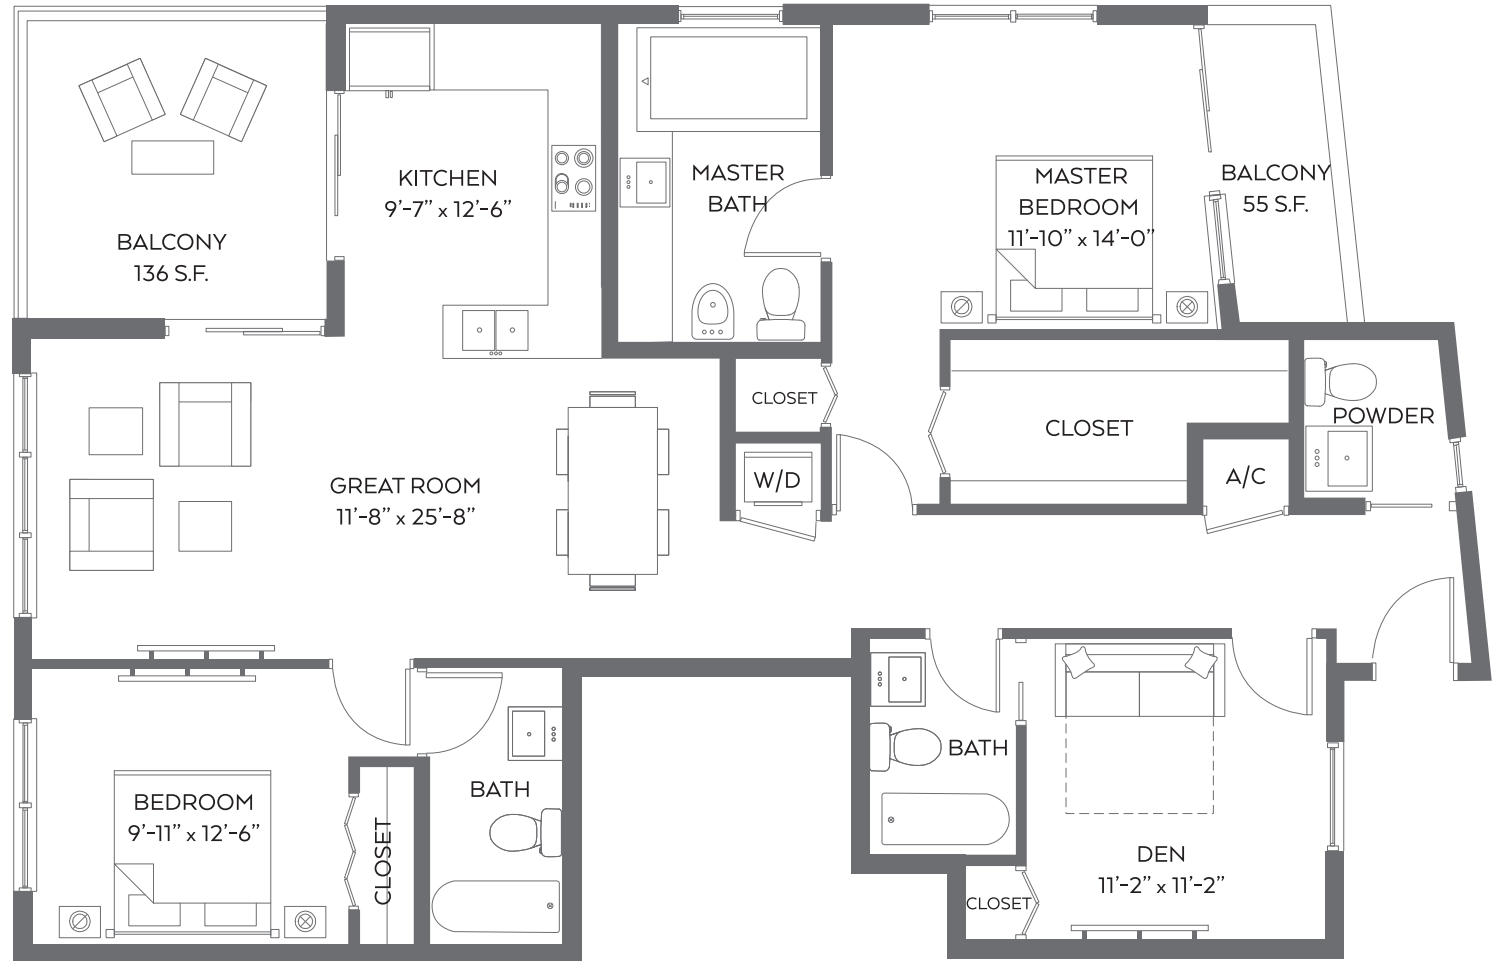 BALCONY
136 S.F.
KITCHEN
9’-7” x 12’-6”
MASTER
BATH
MASTER
BEDROOM
11’-10” x 14’-0”
BALCONY
55 S.F.
CLOSET
CLOSET
POWDER
W/D
A/C
GREAT ROOM
11’-8” x 25’-8”
BEDROOM
9’-11” x 12’-6”
CLOSET
BATH
BATH
DEN
11’-2” x 11’-2”
CLOSET